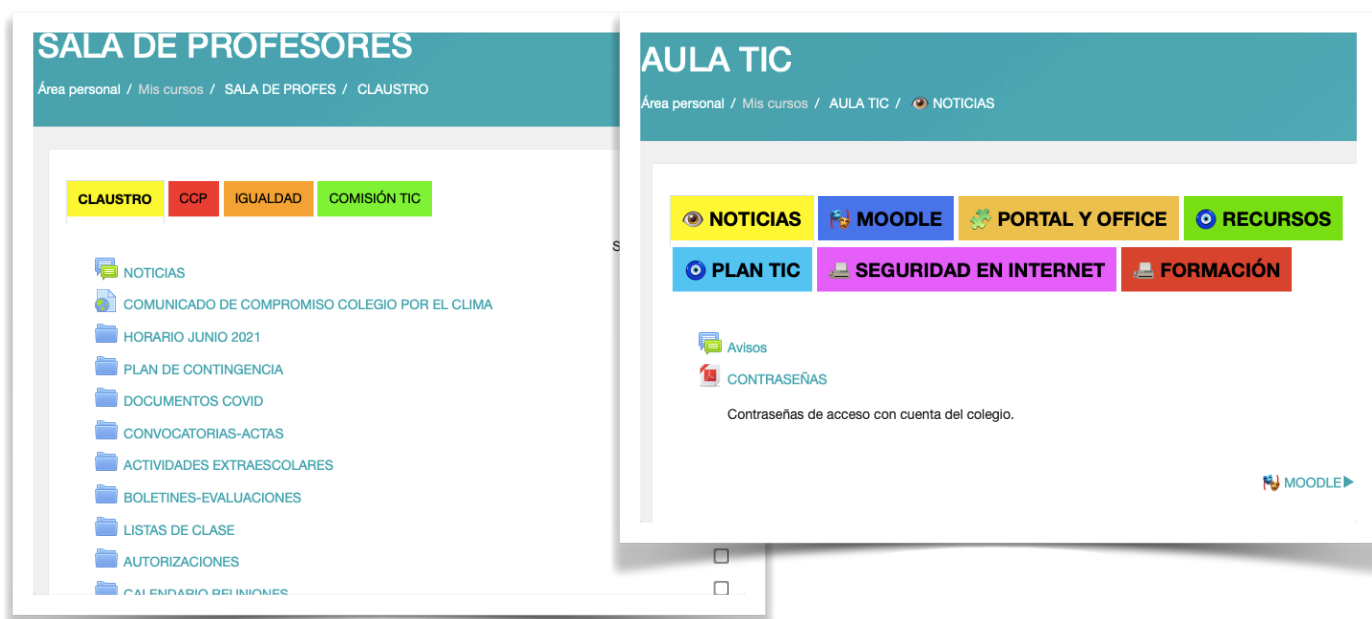 SALA DE PROFESORES
Área personal / Mis cursos / SALA DE PROFES / CLAUSTRO
CLAUSTRO CCP IGUALDAD COMISIÓN TIC
S
NOTICIAS
COMUNICADO DE COMPROMISO COLEGIO POR EL CLIMA
HORARIO JUNIO 2021
PLAN DE CONTINGENCIA
DOCUMENTOS COVID
CONVOCATORIAS-ACTAS
ACTIVIDADES EXTRAESCOLARES
BOLETINES-EVALUACIONES
LISTAS DE CLASE
AUTORIZACIONES
CALENDARIO REUNIONES
AULA TIC
Área personal / Mis cursos / AULA TIC / NOTICIAS
NOTICIAS MOODLE PORTAL Y OFFICE RECURSOS
PLAN TIC SEGURIDAD EN INTERNET FORMACIÓN
Avisos
CONTRASEÑAS
Contraseñas de acceso con cuenta del colegio.
MOODLE